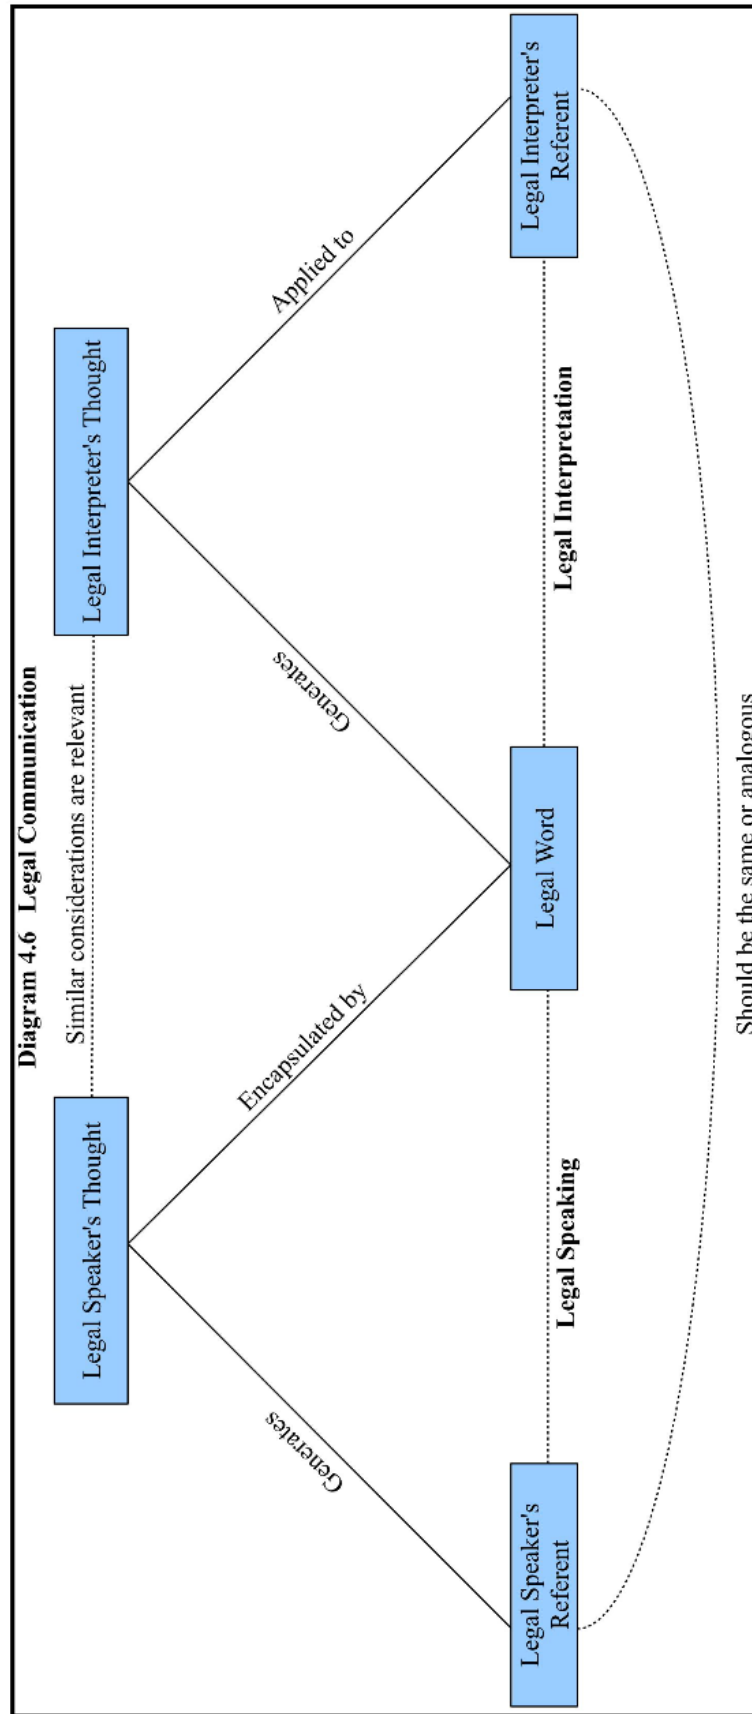 Diagram 4.6 Legal Communication
Legal Speaker's Thought
Similar considerations are relevant
Legal Interpreter's Thought
Generates
Encapsulated by
Generates
Applied to
Legal Speaker's
Referent
Legal Speaking
Legal Word
Legal Interpretation
Legal Interpreter's
Referent
Should be the same or analogous